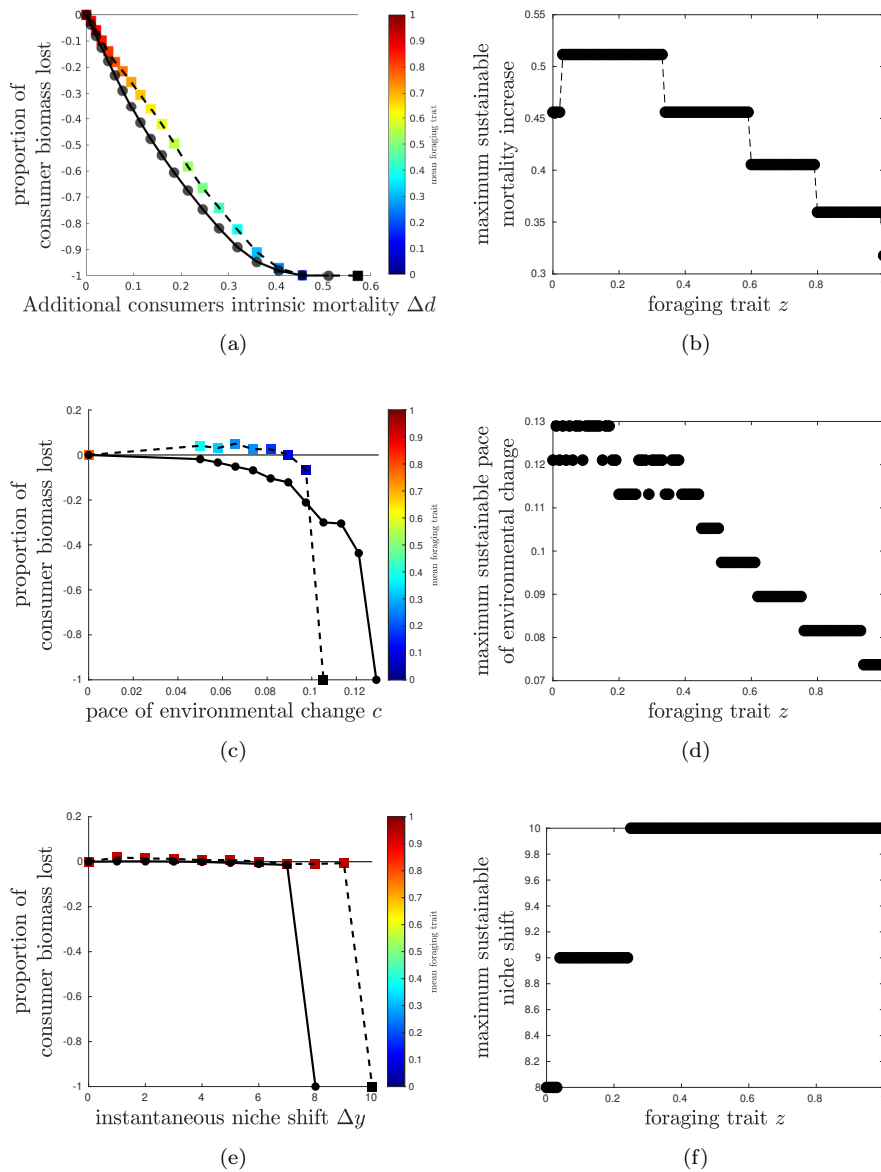 proportion of
consumer biomass lost
0
-0.1
-0.2
-0.3
-0.4
-0.5
-0.6
-0.7
-0.8
-0.9
-1
0 0.1 0.2 0.3 0.4 0.5 0.6
Additional consumers intrinsic mortality Δd
1
0.9
0.8
0.7
0.6
0.5
0.4
0.3
0.2
0.1
0
mean foraging trait
(a)
maximum sustainable
mortality increase
0.55
0.5
0.45
0.4
0.35
0.3
0.2 0.4 0.6 0.8
foraging trait z
(b)
proportion of
consumer biomass lost
0.2
0
-0.2
-0.4
-0.6
-0.8
-1
0 0.02 0.04 0.06 0.08 0.1 0.12
pace of environmental change c
1
0.9
0.8
0.7
0.6
0.5
0.4
0.3
0.2
0.1
0
mean foraging trait
(c)
maximum sustainable pace
of environmental change
0.13
0.12
0.11
0.1
0.09
0.08
0.07
0 0.2 0.4 0.6 0.8
foraging trait z
(d)
proportion of
consumer biomass lost
0.2
0
-0.2
-0.4
-0.6
-0.8
-1
0 2 4 6 8 10
instantaneous niche shift Δy
1
0.9
0.8
0.7
0.6
0.5
0.4
0.3
0.2
0.1
0
mean foraging trait
(e)
maximum sustainable
niche shift
10
9.8
9.6
9.4
9.2
9
8.8
8.6
8.4
8.2
8
0 0.2 0.4 0.6 0.8
foraging trait z
(f)